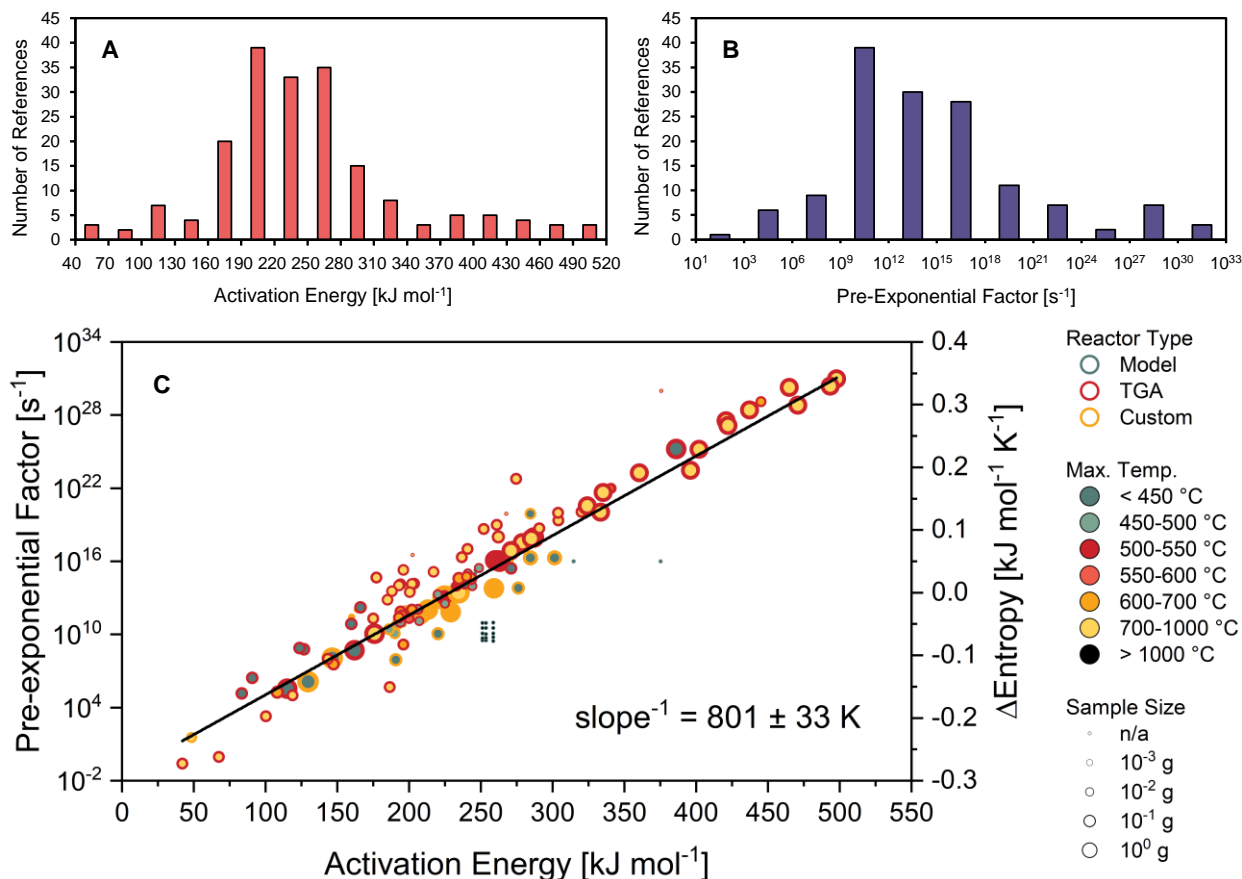 A
Number of References
45
40
35
30
25
20
15
10
5
0
40 70 100 130 160 190 220 250 280 310 340 370 400 430 460 490 520
Activation Energy [kJ mol⁻¹]
B
Number of References
45
40
35
30
25
20
15
10
5
0
10¹ 10³ 10⁶ 10⁹ 10¹² 10¹⁵ 10¹⁸ 10²¹ 10²⁴ 10²⁷ 10³⁰ 10³³
Pre-Exponential Factor [s⁻¹]
C
Pre-exponential Factor [s⁻¹]
10³⁴
10²⁸
10²²
10¹⁶
10¹⁰
10⁴
10⁻²
0 50 100 150 200 250 300 350 400 450 500 550
Activation Energy [kJ mol⁻¹]
slope⁻¹ = 801 ± 33 K
0.4
0.3
0.2
0.1
0.0
-0.1
-0.2
-0.3
ΔEntropy [kJ mol⁻¹ K⁻¹]
Reactor Type
Model
TGA
Custom
Max. Temp.
< 450 °C
450-500 °C
500-550 °C
550-600 °C
600-700 °C
700-1000 °C
> 1000 °C
Sample Size
n/a
10⁻³ g
10⁻² g
10⁻¹ g
10⁰ g